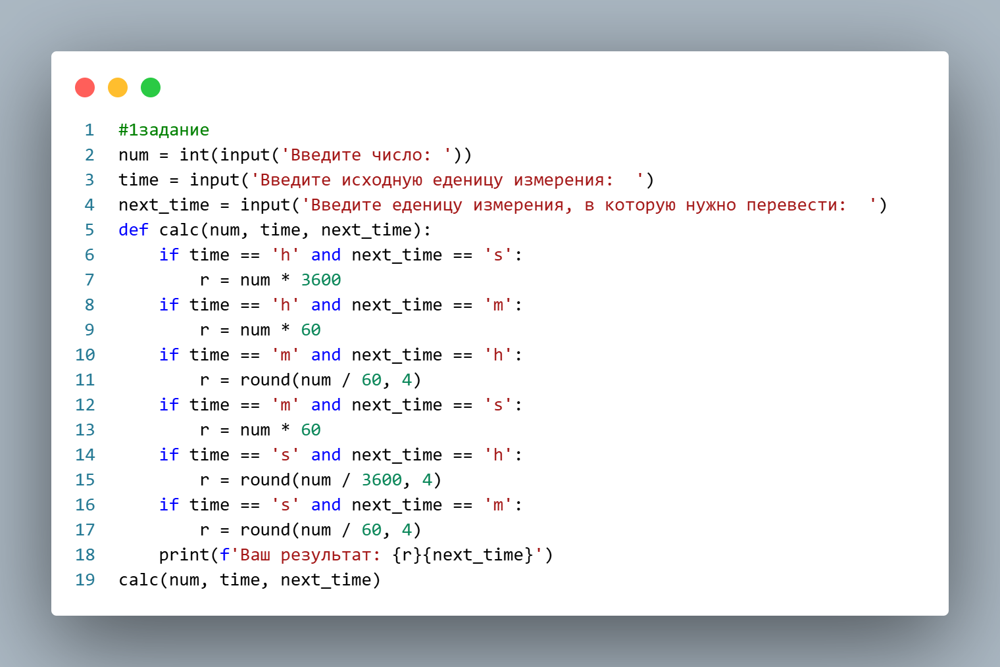 1 #1задание
2 num = int(input('Введите число: '))
3 time = input('Введите исходную еденицу измерения:  ')
4 next_time = input('Введите еденицу измерения, в которую нужно перевести:  ')
5 def calc(num, time, next_time):
6     if time == 'h' and next_time == 's':
7         r = num * 3600
8     if time == 'h' and next_time == 'm':
9         r = num * 60
10     if time == 'm' and next_time == 'h':
11         r = round(num / 60, 4)
12     if time == 'm' and next_time == 's':
13         r = num * 60
14     if time == 's' and next_time == 'h':
15         r = round(num / 3600, 4)
16     if time == 's' and next_time == 'm':
17         r = round(num / 60, 4)
18     print(f'Ваш результат: {r}{next_time}')
19 calc(num, time, next_time)